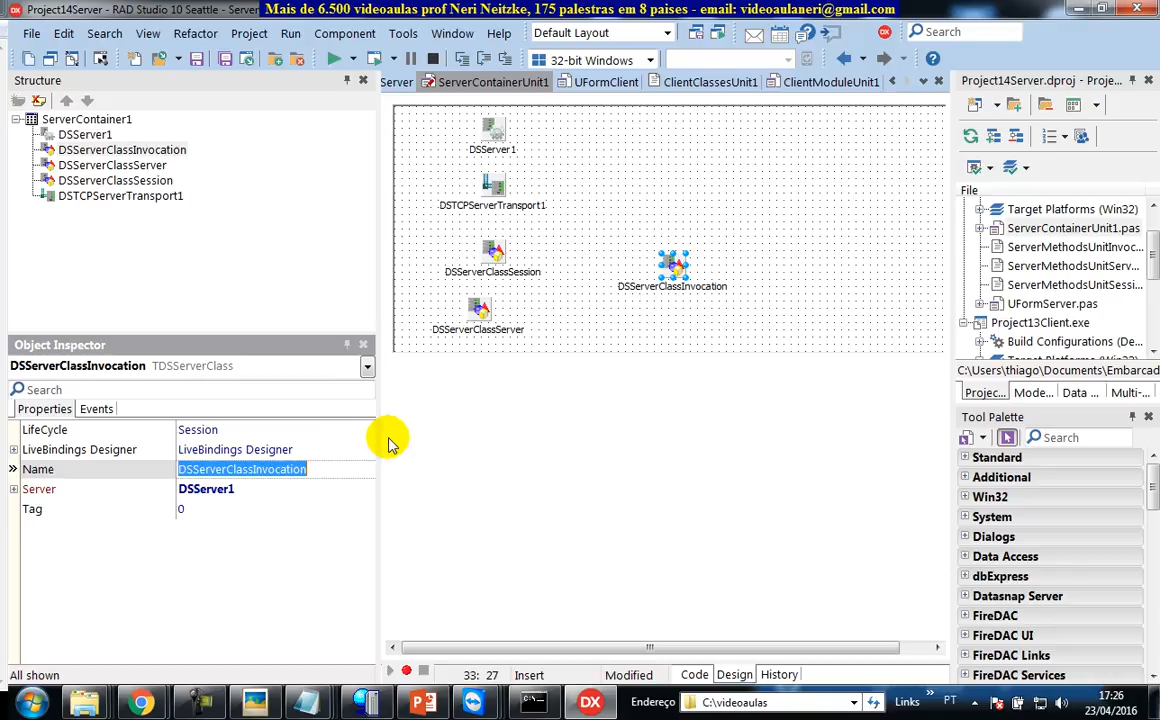 Project14Server - RAD Studio 10 Seattle - Server
Mais de 6.500 videoaulas prof Neri Neitzke, 175 palestras em 8 paises - email: videoaulaneri@gmail.com
File Edit Search View Refactor Project Run Component Tools Window Help
Default Layout
Search
32-bit Windows
Structure
Server ServerContainerUnit1 UFormClient ClientClassesUnit1 ClientModuleUnit1
Project14Server.dproj - Proje...
ServerContainer1
DSServer1
DSServerClassInvocation
DSServerClassServer
DSServerClassSession
DSTCPServerTransport1
DSServer1
DSTCPServerTransport1
DSServerClassSession
DSServerClassInvocation
DSServerClassServer
File
Target Platforms (Win32)
ServerContainerUnit1.pas
ServerMethodsUnitInvoc...
ServerMethodsUnitServ...
ServerMethodsUnitSessi...
UFormServer.pas
Project13Client.exe
Build Configurations (De...
C:\Users\thiago\Documents\Embarcad
Projec... Mode... Data ... Multi-...
Object Inspector
DSServerClassInvocation TDSServerClass
Search
Properties Events
LifeCycle Session
LiveBindings Designer LiveBindings Designer
Name DSServerClassInvocation
Server DSServer1
Tag 0
All shown
Tool Palette
Search
Standard
Additional
Win32
System
Dialogs
Data Access
dbExpress
Datasnap Server
FireDAC
FireDAC UI
FireDAC Links
FireDAC Services
33: 27 Insert Modified Code Design History
Endereço C:\videoaulas Links » PT
17:26
23/04/2016